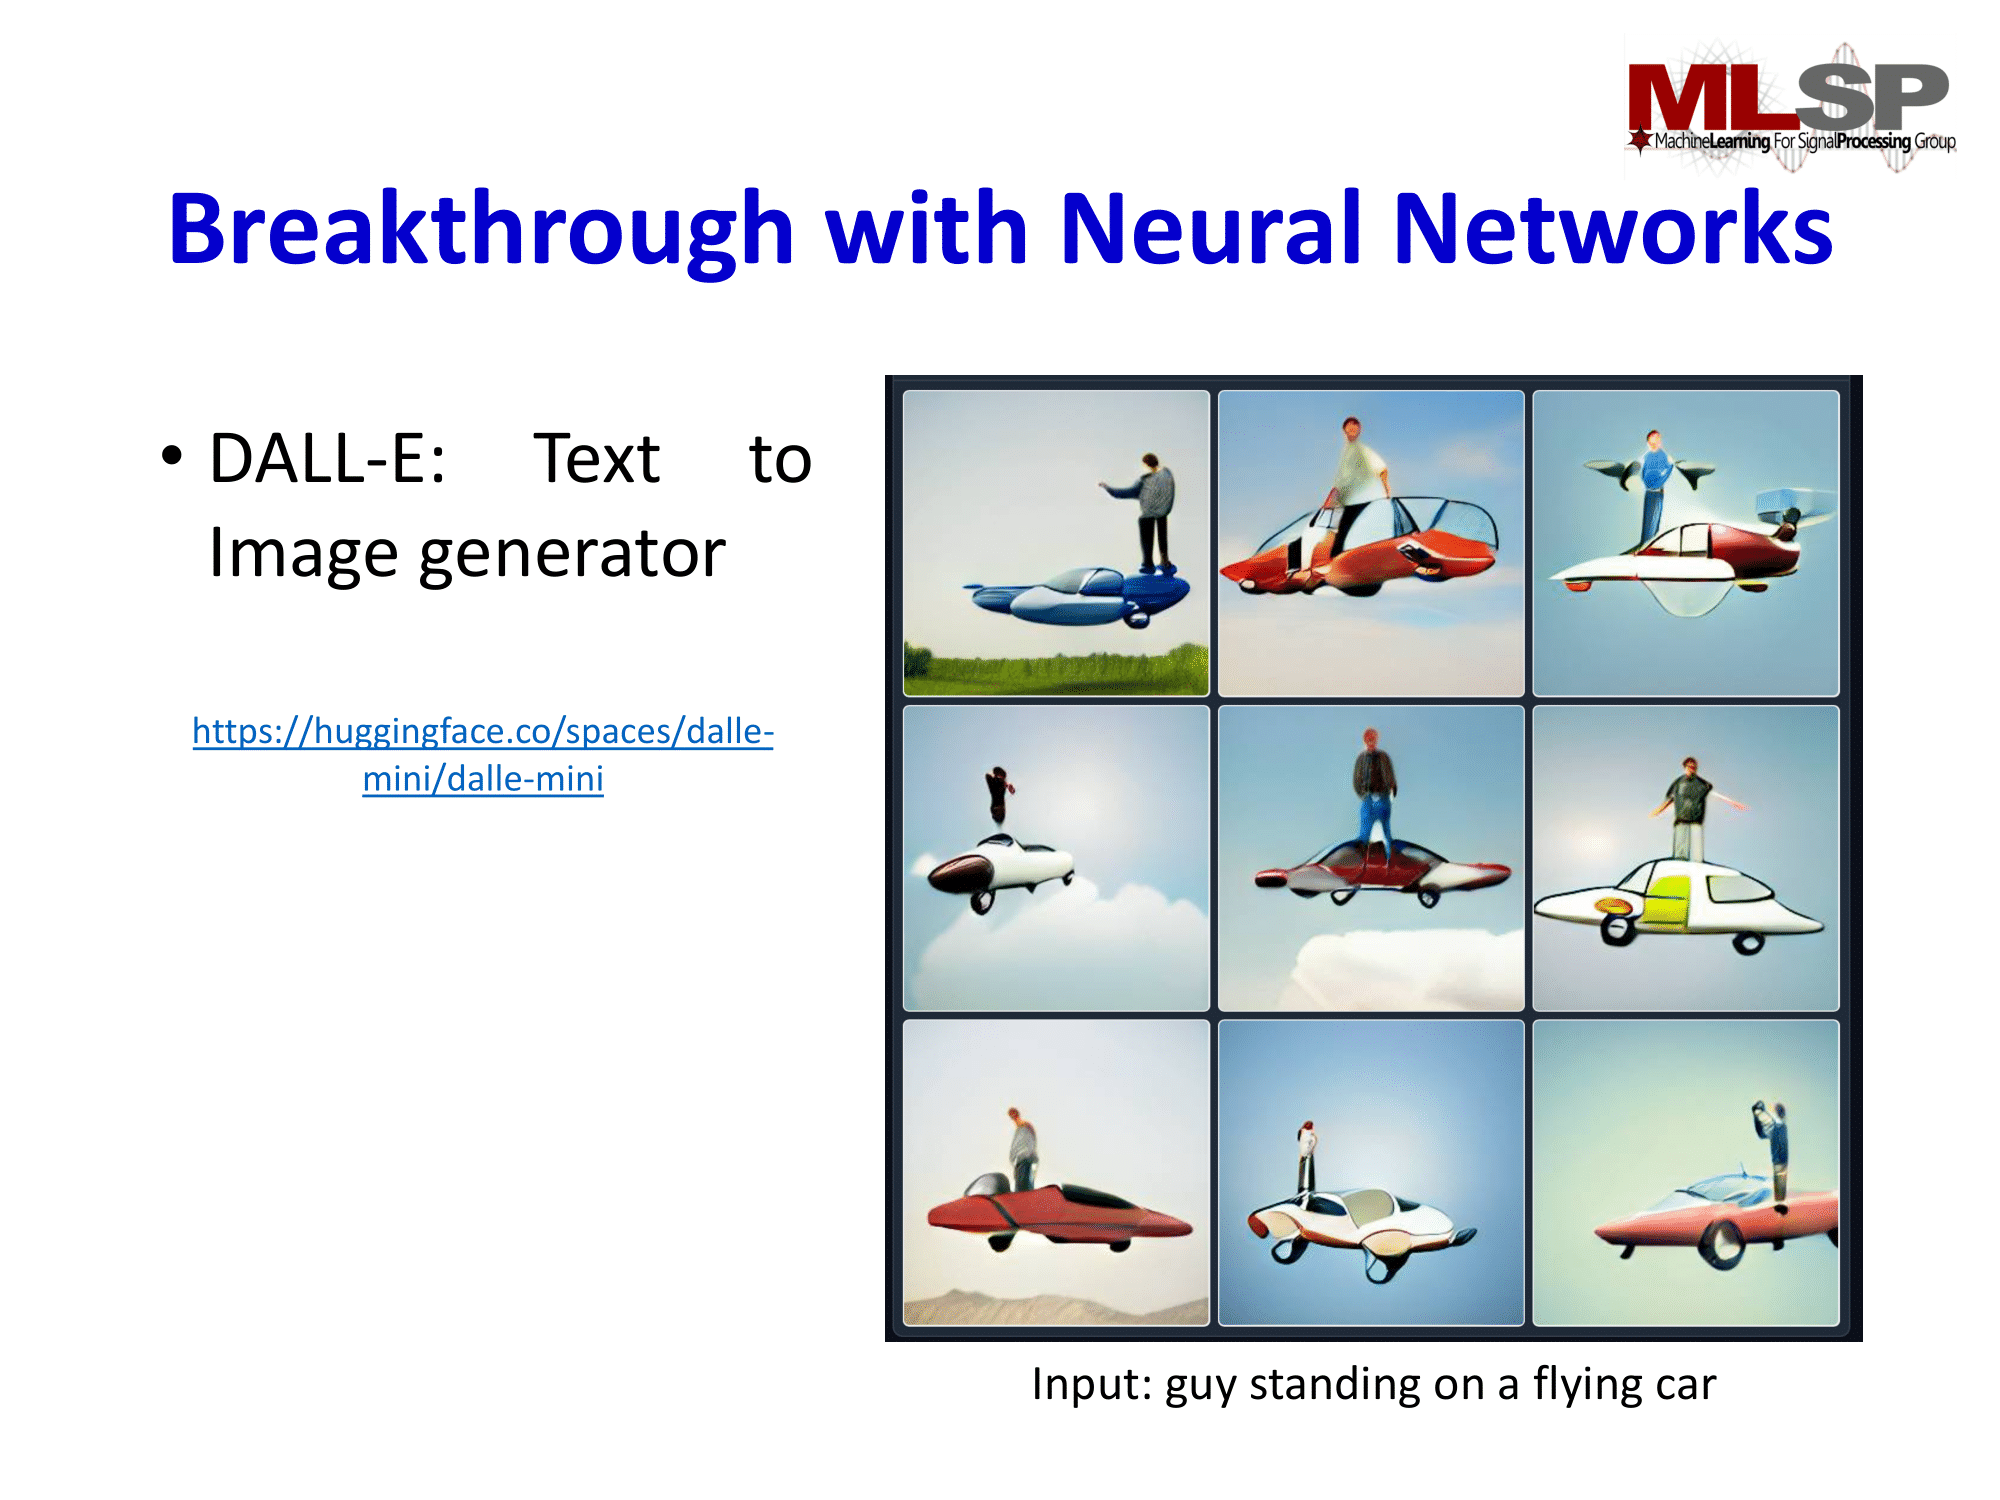 MLSP
MachineLearning For SignalProcessing Group
Breakthrough with Neural Networks
• DALL-E: Text to
Image generator
https://huggingface.co/spaces/dalle-
mini/dalle-mini
Input: guy standing on a flying car